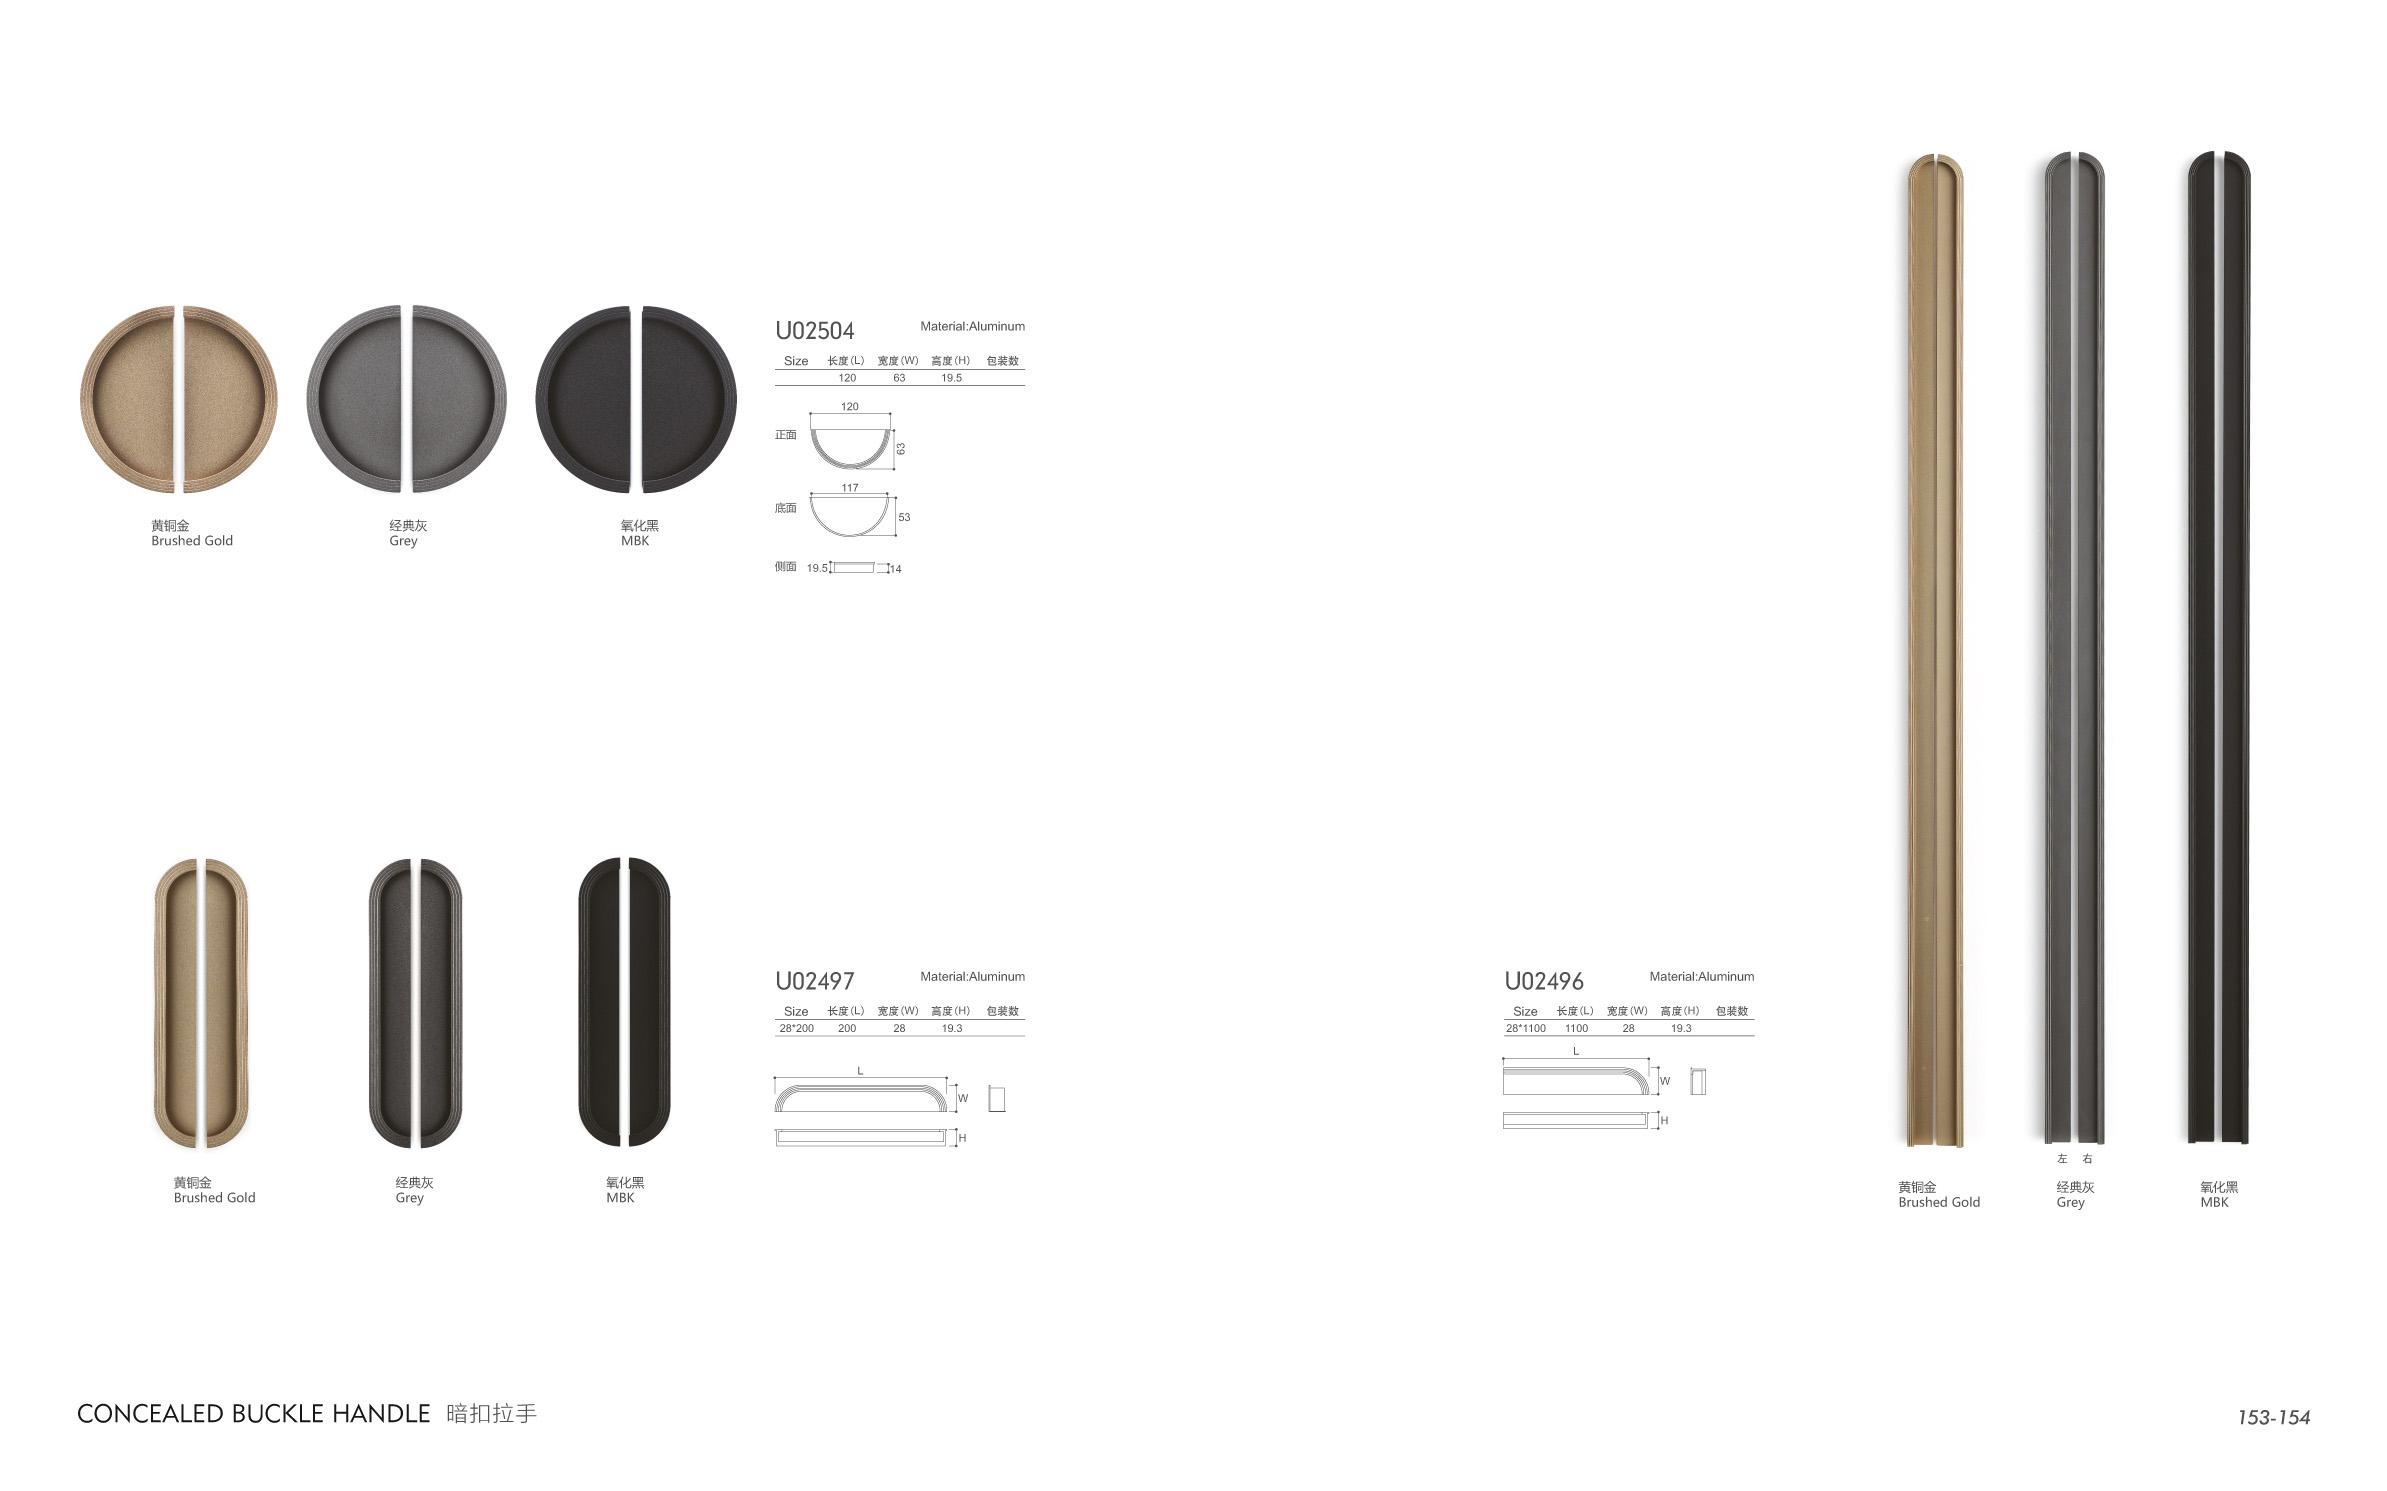 U02504 Material:Aluminum
Size 长度(L) 宽度(W) 高度(H) 包装数
120 63 19.5
120
正面
63
117
底面
53
侧面 19.5 14
黄铜金
Brushed Gold
经典灰
Grey
氧化黑
MBK
U02497 Material:Aluminum
Size 长度(L) 宽度(W) 高度(H) 包装数
28*200 200 28 19.3
L
W
H
黄铜金
Brushed Gold
经典灰
Grey
氧化黑
MBK
U02496 Material:Aluminum
Size 长度(L) 宽度(W) 高度(H) 包装数
28*1100 1100 28 19.3
L
W
H
左 右
黄铜金
Brushed Gold
经典灰
Grey
氧化黑
MBK
CONCEALED BUCKLE HANDLE 暗扣拉手
153-154